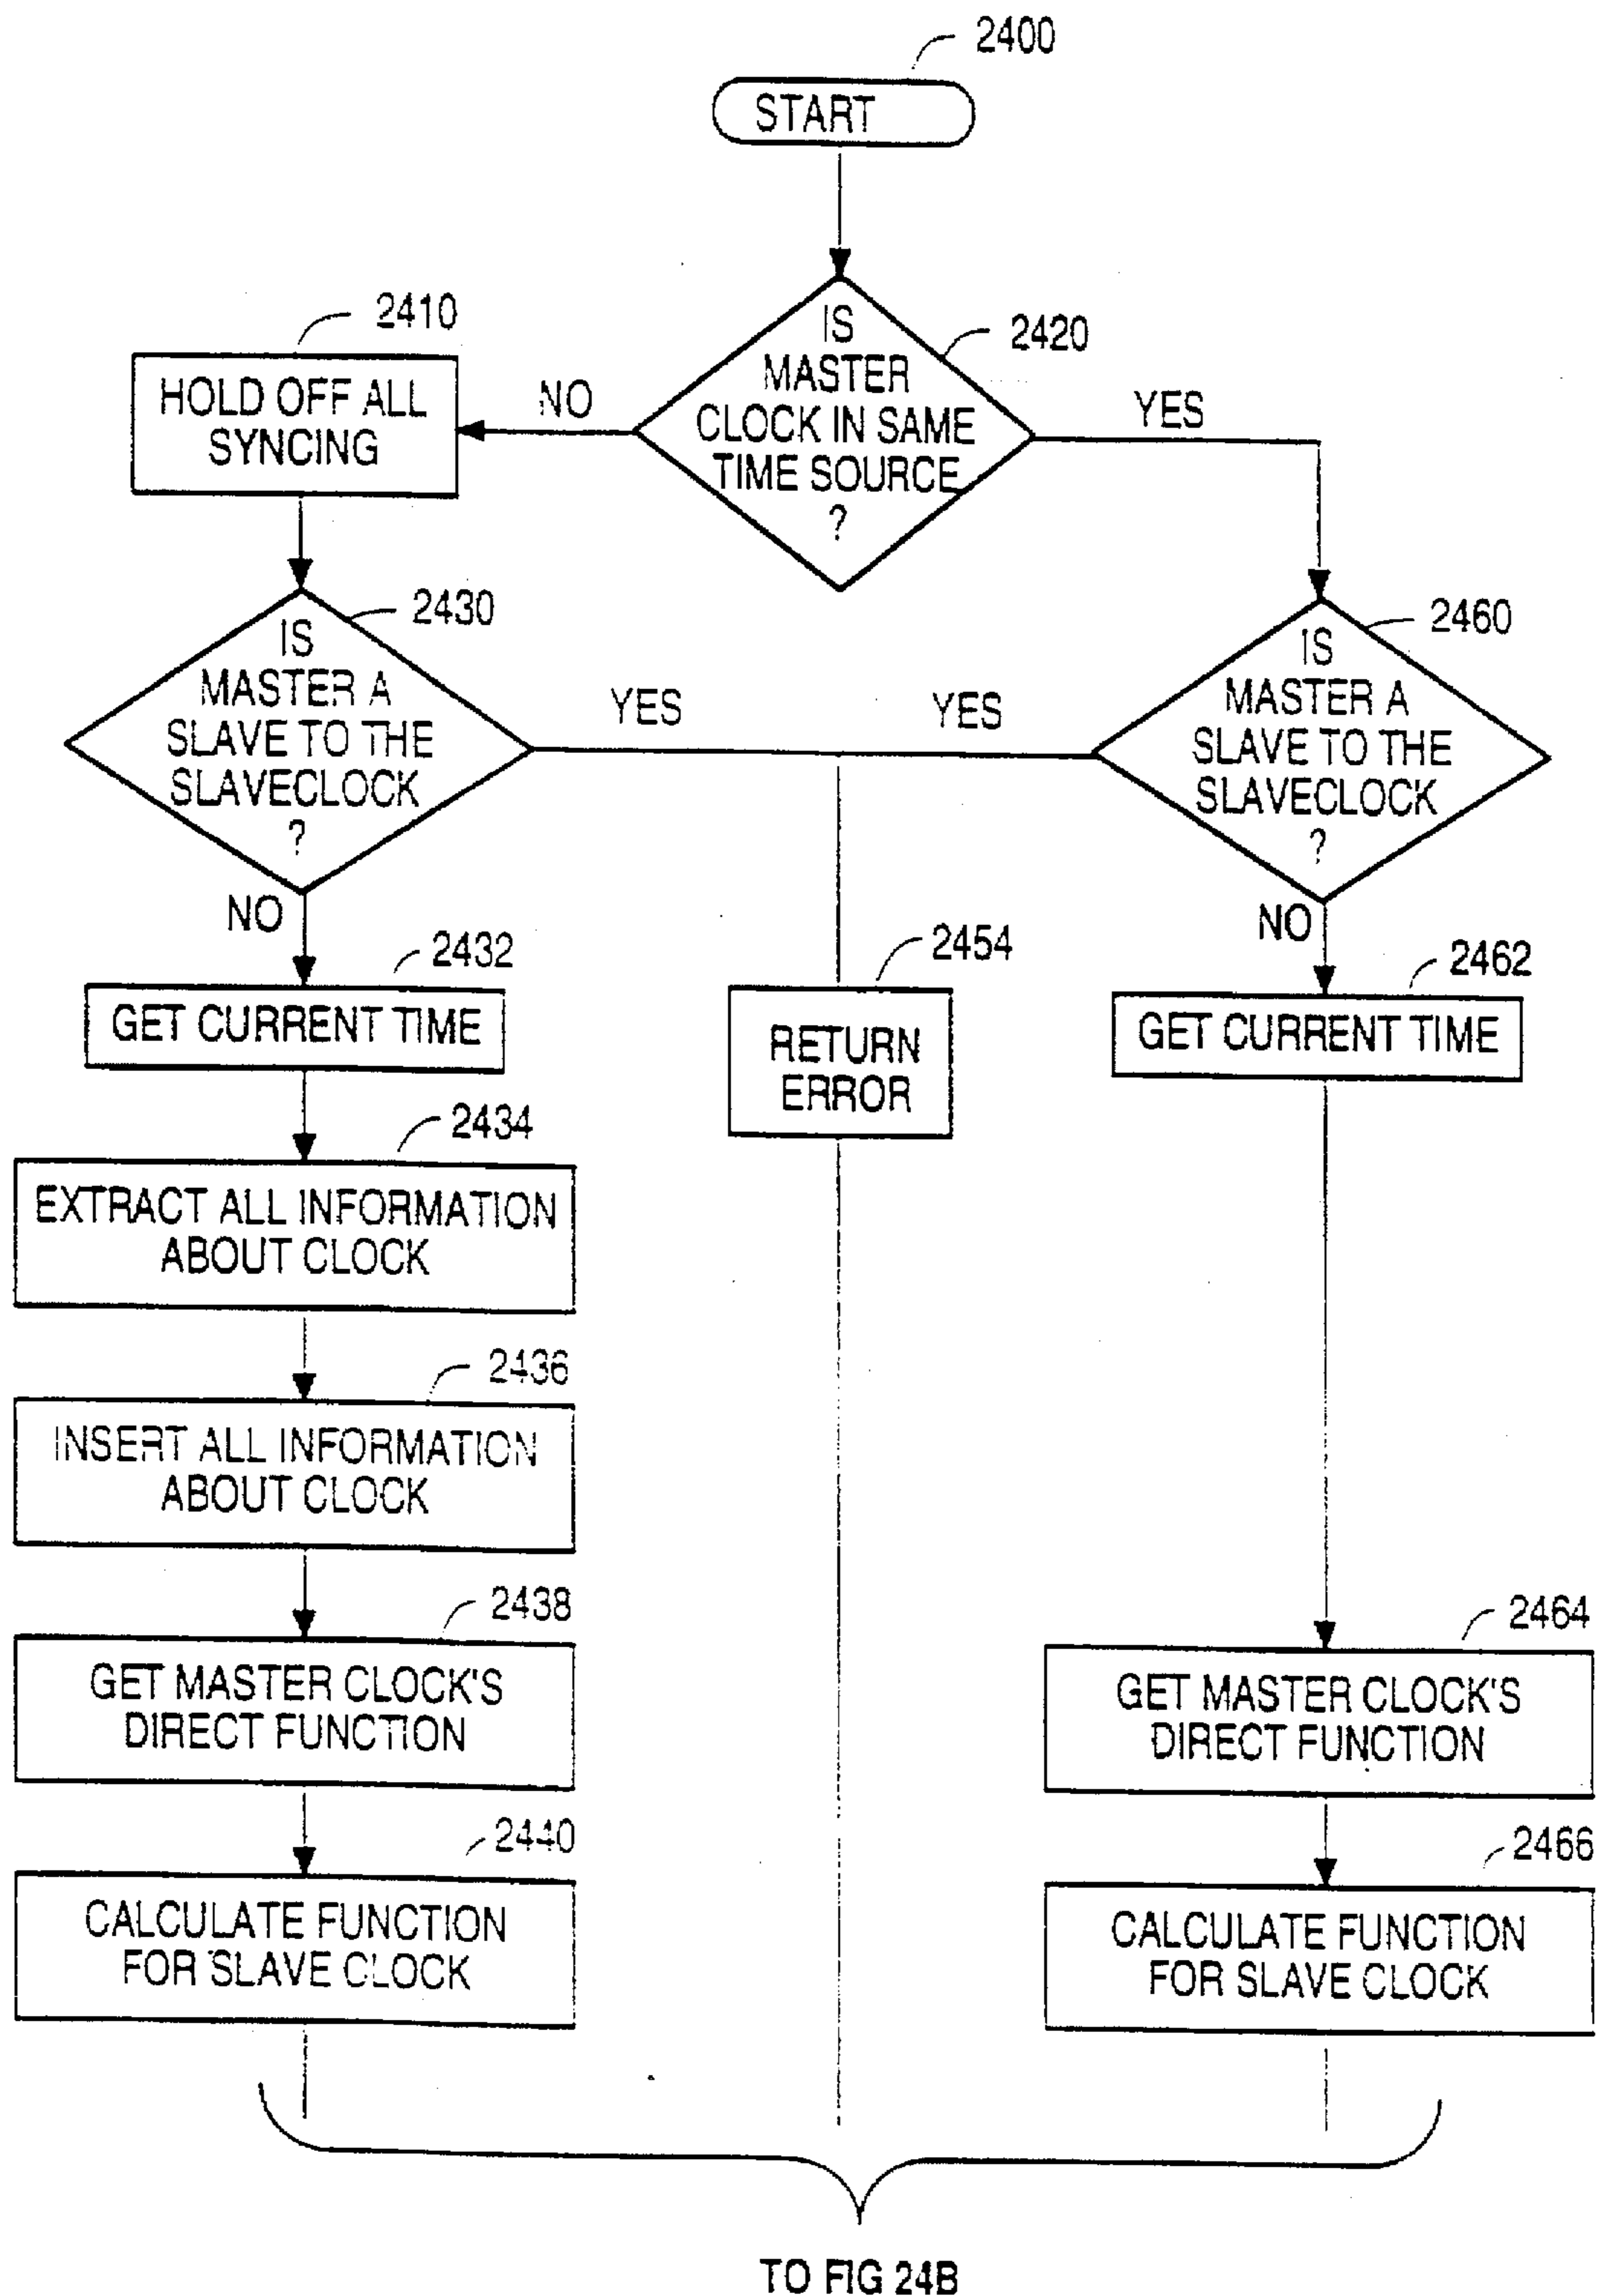 2400
START
2410
2420
IS
MASTER
CLOCK IN SAME
TIME SOURCE
?
HOLD OFF ALL
SYNCING
NO
YES
2430
IS
MASTER A
SLAVE TO THE
SLAVECLOCK
?
YES
YES
2460
IS
MASTER A
SLAVE TO THE
SLAVECLOCK
?
NO
NO
2432
GET CURRENT TIME
2454
RETURN
ERROR
2462
GET CURRENT TIME
2434
EXTRACT ALL INFORMATION
ABOUT CLOCK
2436
INSERT ALL INFORMATION
ABOUT CLOCK
2438
GET MASTER CLOCK'S
DIRECT FUNCTION
2464
GET MASTER CLOCK'S
DIRECT FUNCTION
2440
CALCULATE FUNCTION
FOR SLAVE CLOCK
2466
CALCULATE FUNCTION
FOR SLAVE CLOCK
TO FIG 24B